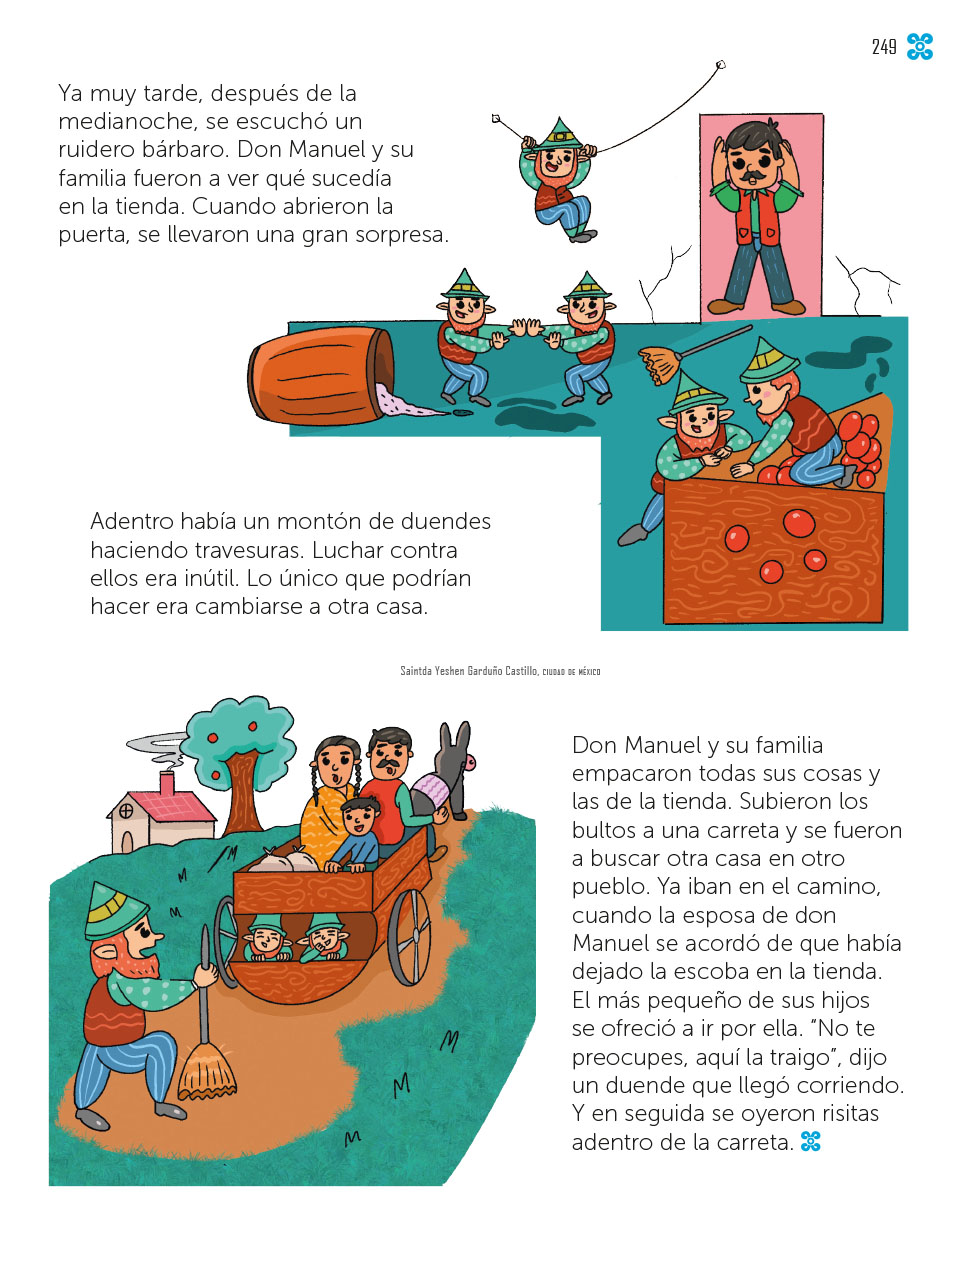 249
Ya muy tarde, después de la
medianoche, se escuchó un
ruidero bárbaro. Don Manuel y su
familia fueron a ver qué sucedía
en la tienda. Cuando abrieron la
puerta, se llevaron una gran sorpresa.
Adentro había un montón de duendes
haciendo travesuras. Luchar contra
ellos era inútil. Lo único que podrían
hacer era cambiarse a otra casa.
Saintda Yeshen Garduño Castillo, CIUDAD DE MÉXICO
Don Manuel y su familia
empacaron todas sus cosas y
las de la tienda. Subieron los
bultos a una carreta y se fueron
a buscar otra casa en otro
pueblo. Ya iban en el camino,
cuando la esposa de don
Manuel se acordó de que había
dejado la escoba en la tienda.
El más pequeño de sus hijos
se ofreció a ir por ella. “No te
preocupes, aquí la traigo”, dijo
un duende que llegó corriendo.
Y en seguida se oyeron risitas
adentro de la carreta.